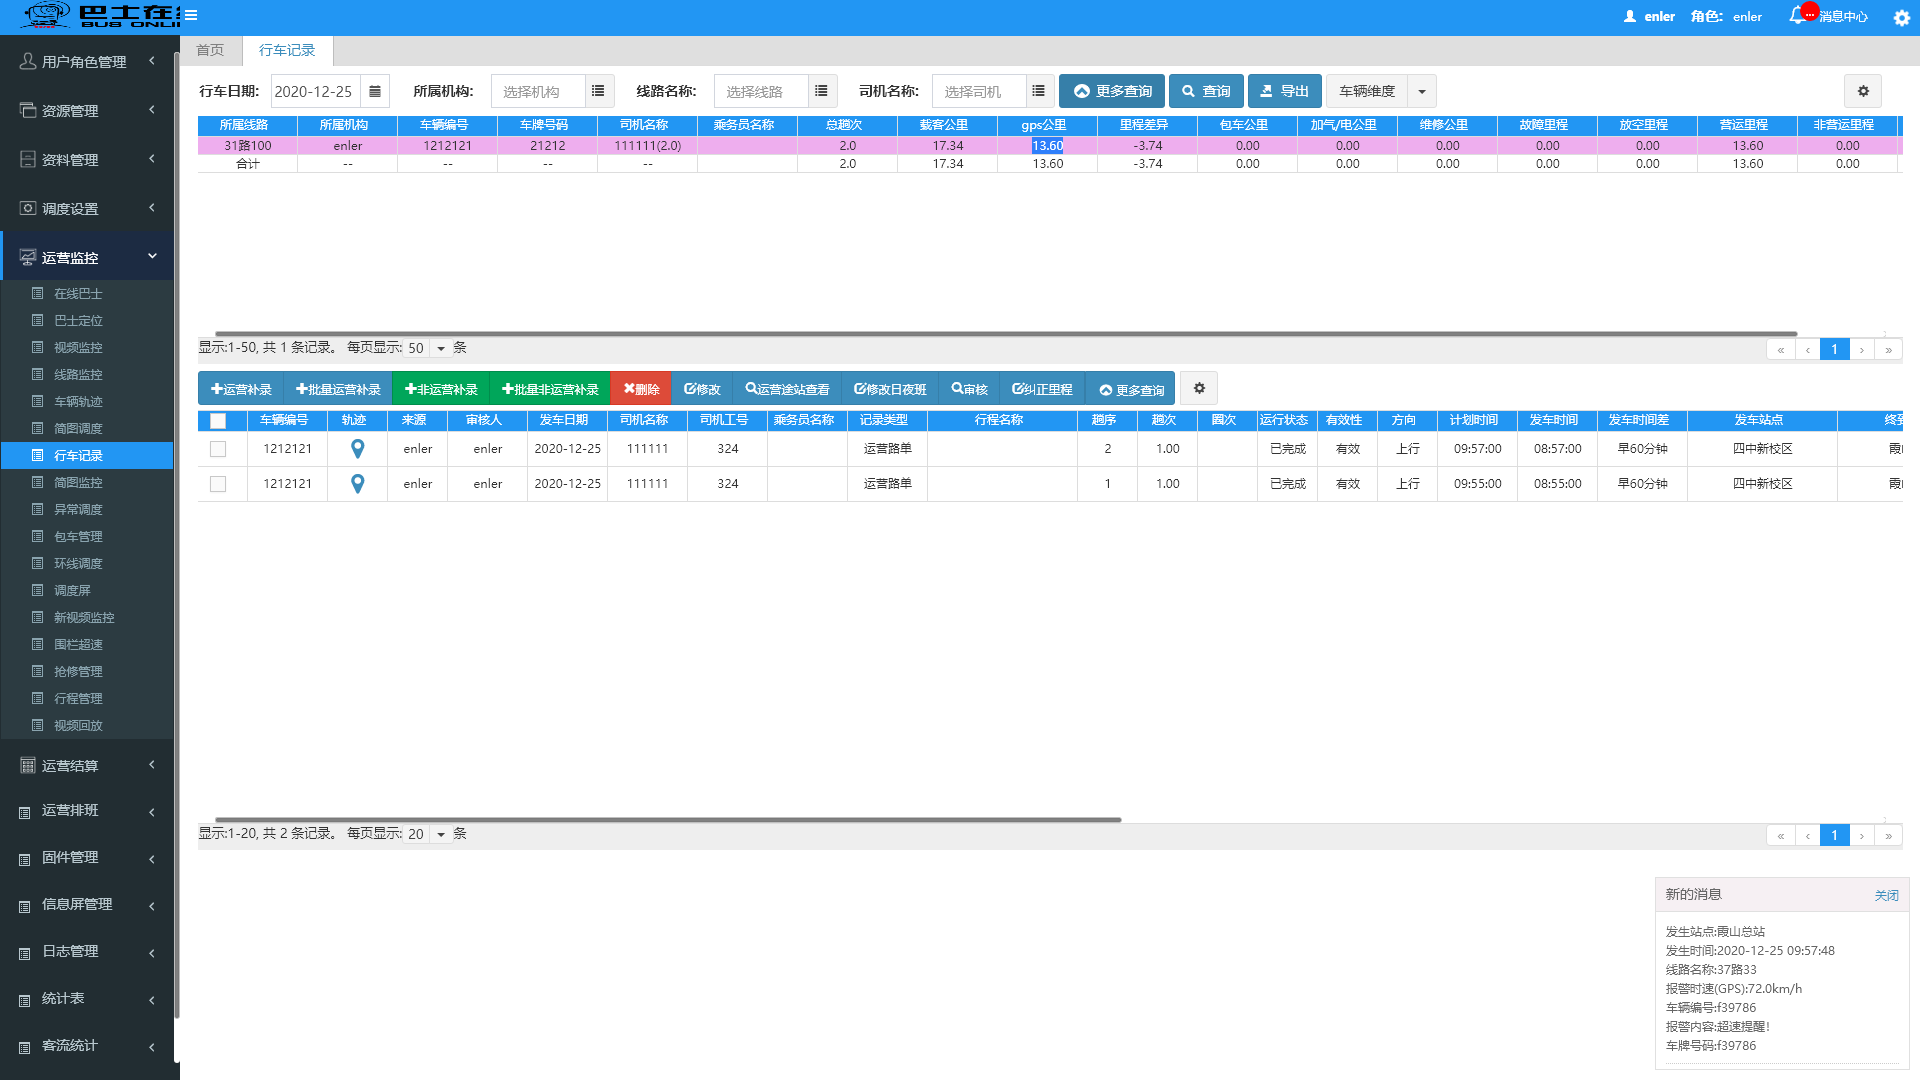 巴士在线
BUS ONLI
enler 角色: enler ... 消息中心
用户角色管理
资源管理
资料管理
调度设置
运营监控
在线巴士
巴士定位
视频监控
线路监控
车辆轨迹
简图调度
行车记录
简图监控
异常调度
包车管理
环线调度
调度屏
新视频监控
围栏超速
抢修管理
行程管理
视频回放
运营结算
运营排班
固件管理
信息屏管理
日志管理
统计表
客流统计
首页 行车记录
行车日期: 2020-12-25 所属机构: 选择机构 线路名称: 选择线路 司机名称: 选择司机 更多查询 查询 导出 车辆维度
所属线路 所属机构 车辆编号 车牌号码 司机名称 乘务员名称 总趟次 载客公里 gps公里 里程差异 包车公里 加气/电公里 维修公里 故障里程 放空里程 营运里程 非营运里程
31路100 enler 1212121 21212 111111(2.0) 2.0 17.34 13.60 -3.74 0.00 0.00 0.00 0.00 0.00 13.60 0.00
合计 -- -- -- -- 2.0 17.34 13.60 -3.74 0.00 0.00 0.00 0.00 0.00 13.60 0.00
显示:1-50, 共 1 条记录。 每页显示: 50 条 « ‹ 1 › »
运营补录 批量运营补录 非运营补录 批量非运营补录 删除 修改 运营途站查看 修改日夜班 审核 纠正里程 更多查询
车辆编号 轨迹 来源 审核人 发车日期 司机名称 司机工号 乘务员名称 记录类型 行程名称 趟序 趟次 圈次 运行状态 有效性 方向 计划时间 发车时间 发车时间差 发车站点 终到
1212121 enler enler 2020-12-25 111111 324 运营路单 2 1.00 已完成 有效 上行 09:57:00 08:57:00 早60分钟 四中新校区 霞
1212121 enler enler 2020-12-25 111111 324 运营路单 1 1.00 已完成 有效 上行 09:55:00 08:55:00 早60分钟 四中新校区 霞
显示:1-20, 共 2 条记录。 每页显示: 20 条 « ‹ 1 › »
新的消息 关闭
发生站点:霞山总站
发生时间:2020-12-25 09:57:48
线路名称:37路33
报警时速(GPS):72.0km/h
车辆编号:f39786
报警内容:超速提醒!
车牌号码:f39786